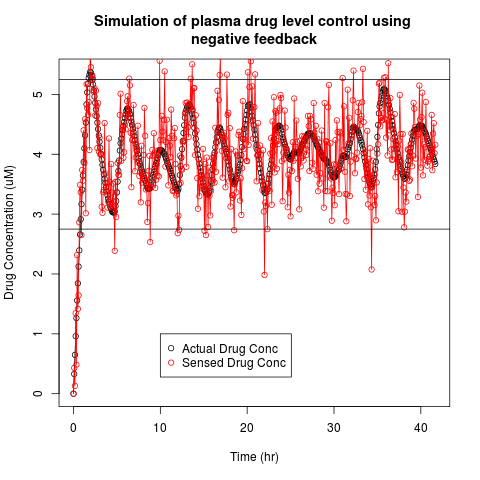 Simulation of plasma drug level control using
negative feedback
Drug Concentration (uM)
5
4
3
2
1
0
Actual Drug Conc
Sensed Drug Conc
0 10 20 30 40
Time (hr)